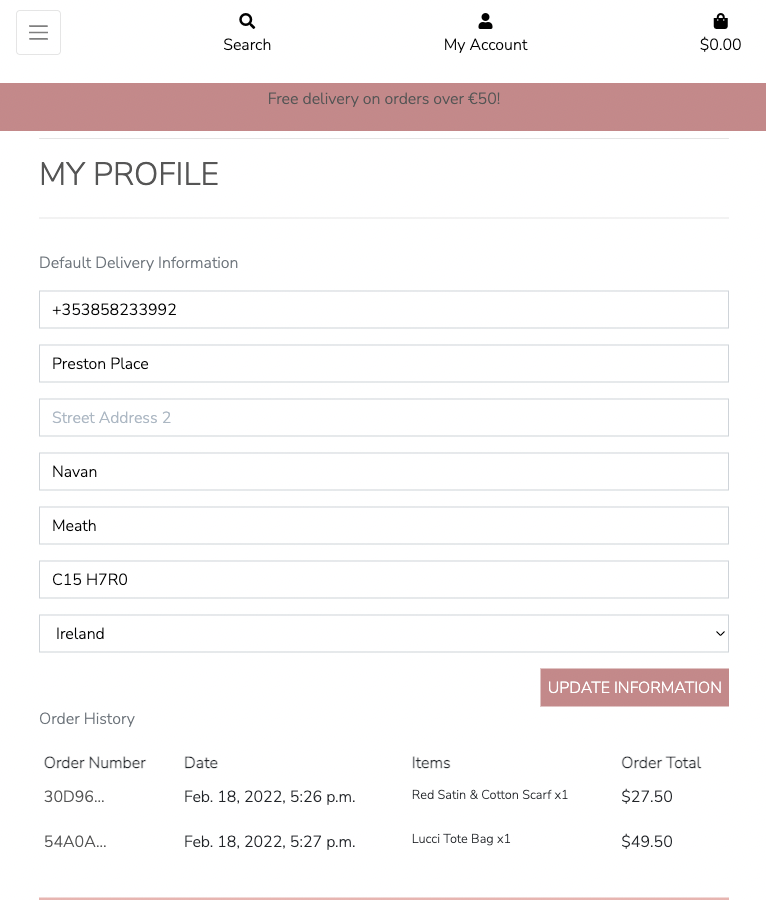 Search
My Account
$0.00
Free delivery on orders over €50!
MY PROFILE
Default Delivery Information
+353858233992
Preston Place
Street Address 2
Navan
Meath
C15 H7R0
Ireland
UPDATE INFORMATION
Order History
Order Number Date Items Order Total
30D96... Feb. 18, 2022, 5:26 p.m. Red Satin & Cotton Scarf x1 $27.50
54A0A... Feb. 18, 2022, 5:27 p.m. Lucci Tote Bag x1 $49.50